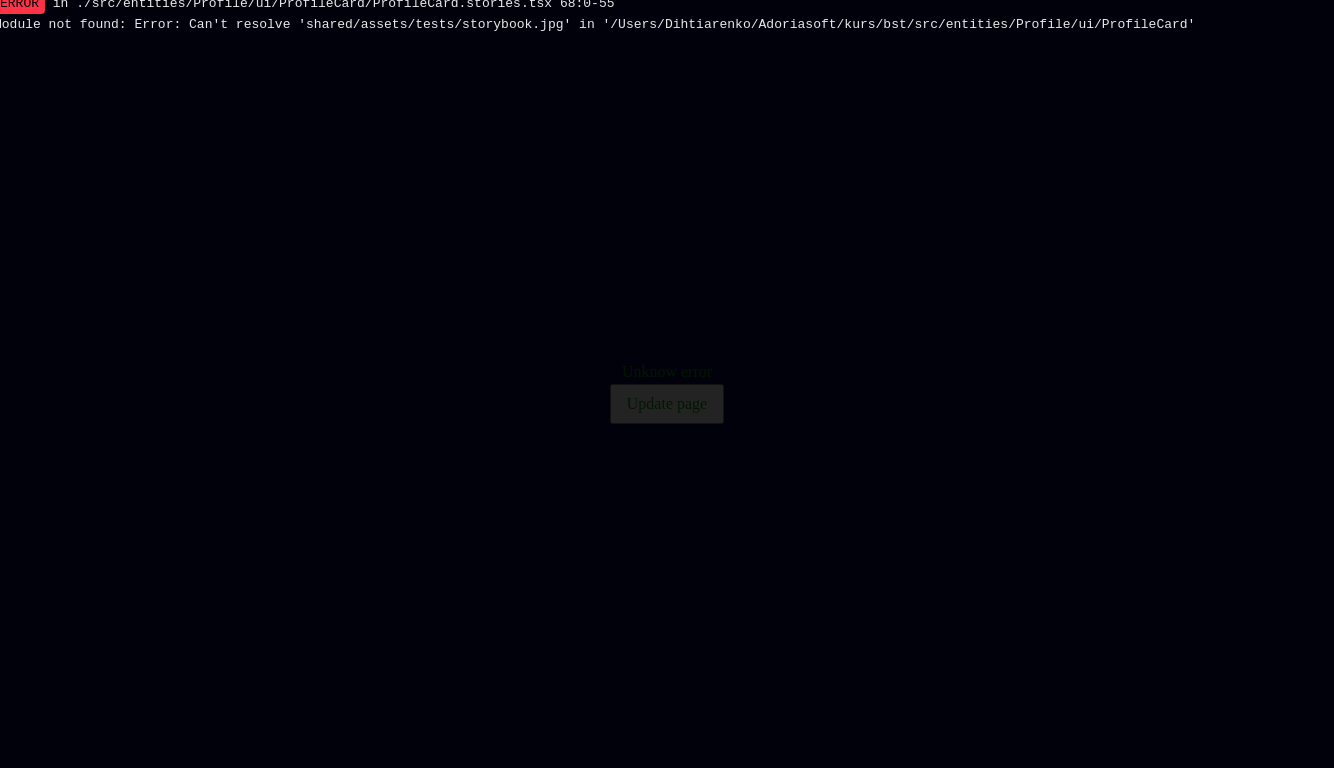 ERROR in ./src/entities/Profile/ui/ProfileCard/ProfileCard.stories.tsx 68:0-55
Module not found: Error: Can't resolve 'shared/assets/tests/storybook.jpg' in '/Users/Dihtiarenko/Adoriasoft/kurs/bst/src/entities/Profile/ui/ProfileCard'
Unknow error
Update page